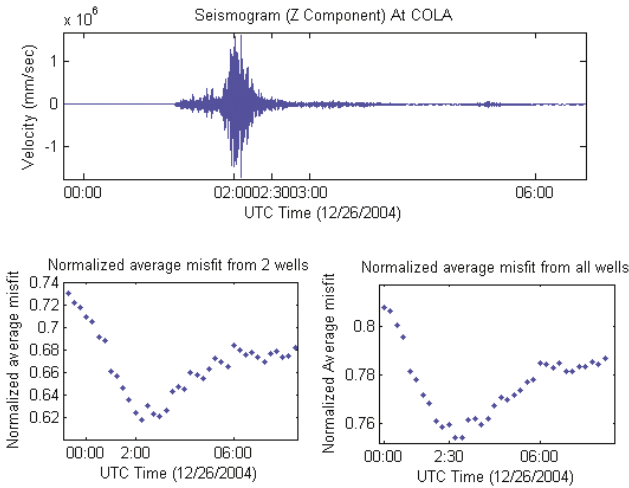 Seismogram (Z Component) At COLA
x 10^6
1
0
-1
Velocity (mm/sec)
00:00 02:00 02:30 03:00 06:00
UTC Time (12/26/2004)
Normalized average misfit from 2 wells
0.74
0.72
0.7
0.68
0.66
0.64
0.62
Normalized average misfit
00:00 2:00 06:00
UTC Time (12/26/2004)
Normalized average misfit from all wells
0.8
0.78
0.76
Normalized Average misfit
00:00 2:30 06:00
UTC Time (12/26/2004)